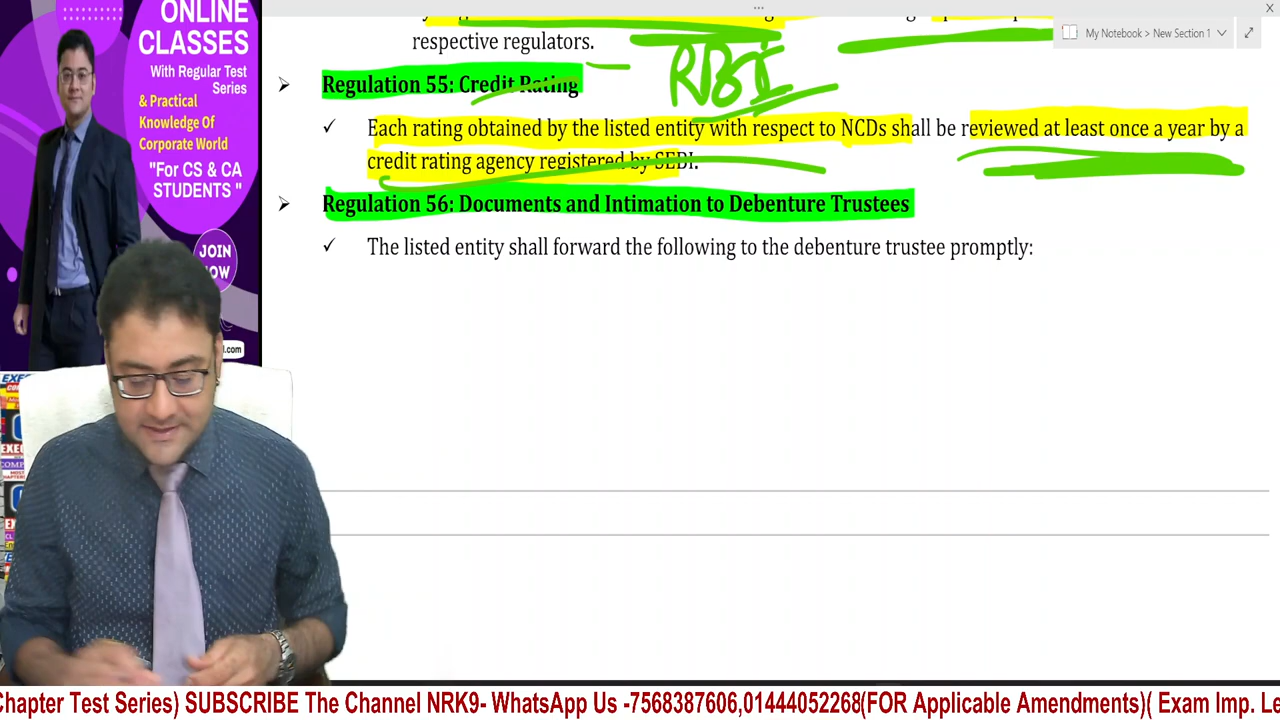 ONLINE
CLASSES
With Regular Test
Series
& Practical
Knowledge Of
Corporate World
"For CS & CA
STUDENTS "
JOIN
NOW
My Notebook > New Section 1
respective regulators.
RBI
Regulation 55: Credit Rating
Each rating obtained by the listed entity with respect to NCDs shall be reviewed at least once a year by a
credit rating agency registered by SEBI.
Regulation 56: Documents and Intimation to Debenture Trustees
The listed entity shall forward the following to the debenture trustee promptly:
Chapter Test Series) SUBSCRIBE The Channel NRK9- WhatsApp Us -7568387606,01444052268(FOR Applicable Amendments)( Exam Imp. Le